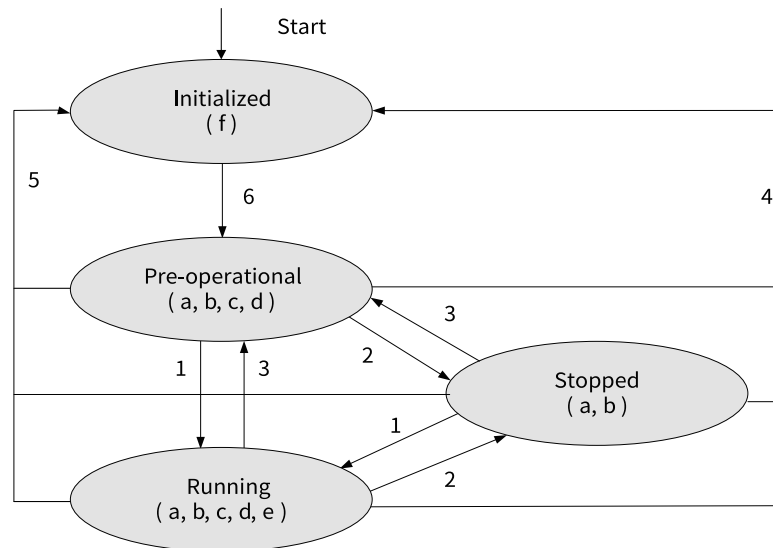 Start
Initialized
( f )
5
6
4
Pre-operational
( a, b, c, d )
3
2
1
3
Stopped
( a, b )
1
2
Running
( a, b, c, d, e )